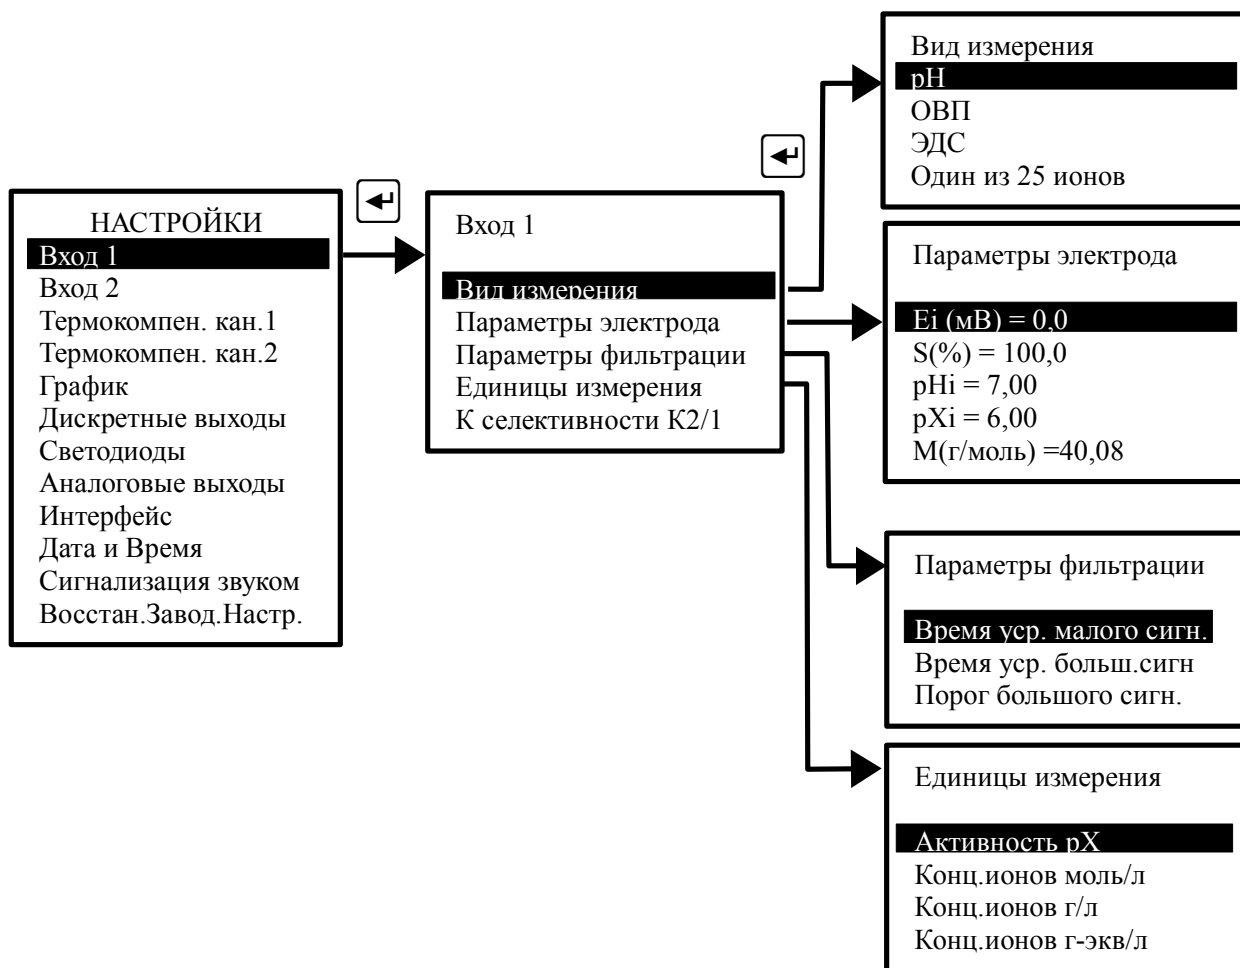 НАСТРОЙКИ
Вход 1
Вход 2
Термокомпен. кан.1
Термокомпен. кан.2
График
Дискретные выходы
Светодиоды
Аналоговые выходы
Интерфейс
Дата и Время
Сигнализация звуком
Восстан.Завод.Настр.
Вход 1
Вид измерения
Параметры электрода
Параметры фильтрации
Единицы измерения
К селективности К2/1
Вид измерения
pH
ОВП
ЭДС
Один из 25 ионов
Параметры электрода
Ei (мВ) = 0,0
S(%) = 100,0
pHi = 7,00
pXi = 6,00
М(г/моль) =40,08
Параметры фильтрации
Время уср. малого сигн.
Время уср. больш.сигн
Порог большого сигн.
Единицы измерения
Активность рХ
Конц.ионов моль/л
Конц.ионов г/л
Конц.ионов г-экв/л